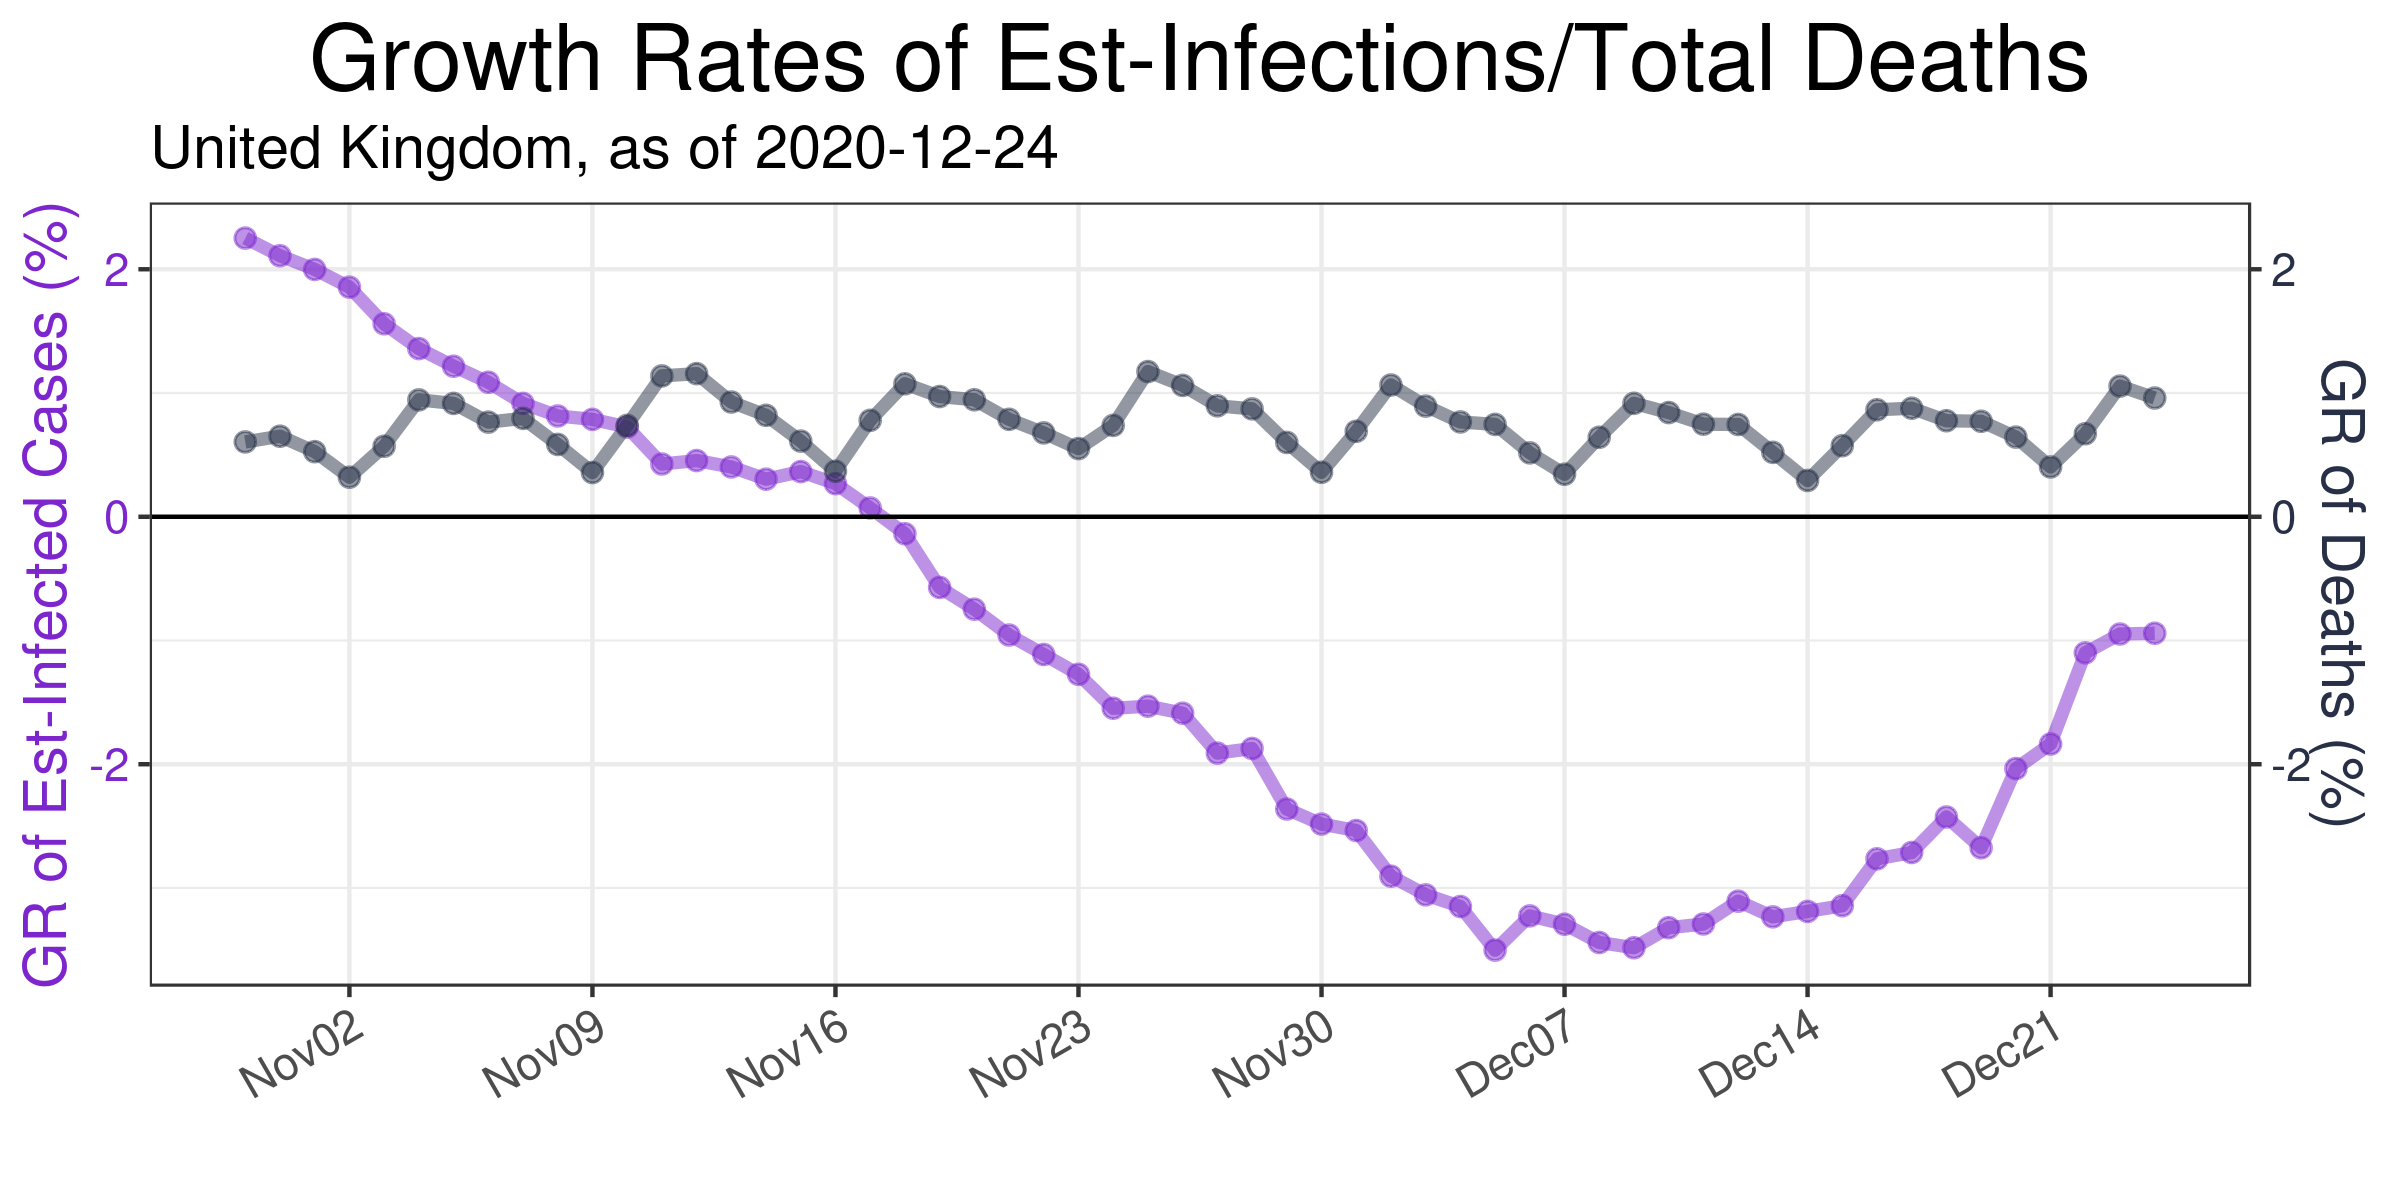 Growth Rates of Est-Infections/Total Deaths
United Kingdom, as of 2020-12-24
GR of Est-Infected Cases (%)
2
0
-2
2
0
-2
GR of Deaths (%)
Nov02
Nov09
Nov16
Nov23
Nov30
Dec07
Dec14
Dec21